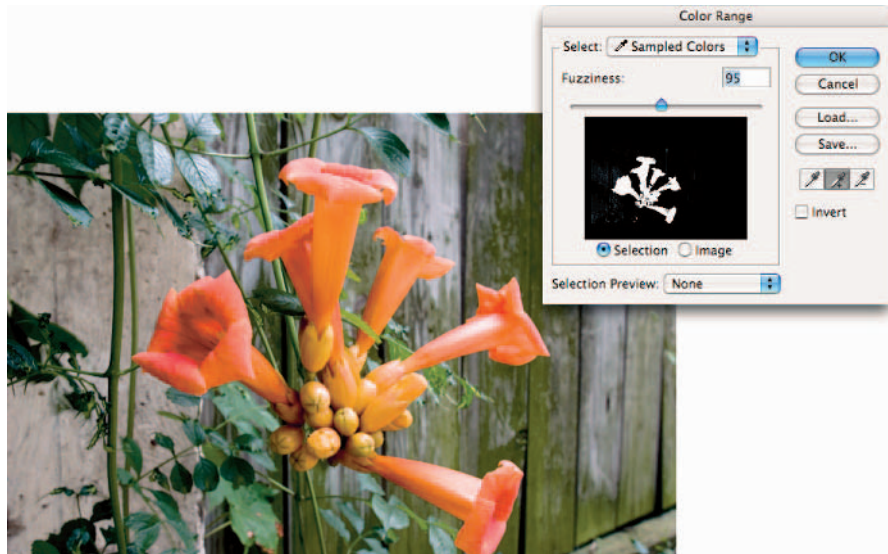 Color Range
Select: Sampled Colors
OK
Fuzziness: 95
Cancel
Load...
Save...
Invert
Selection Image
Selection Preview: None